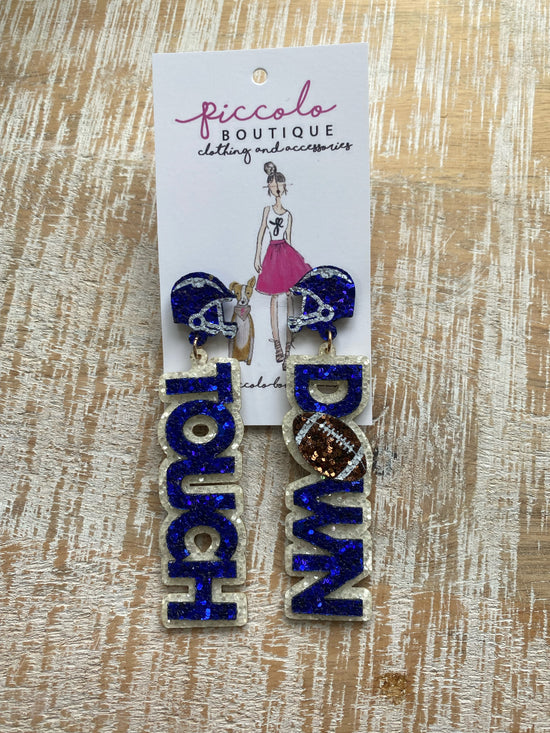 Piccolo
BOUTIQUE
clothing and accessories
TOUCH
DOWN